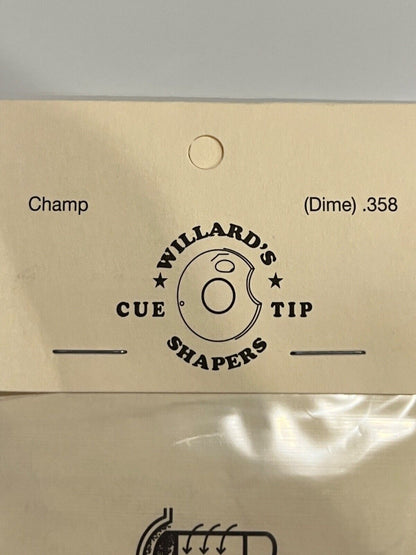 Champ
(Dime) .358
WILLARD'S
CUE TIP
SHAPERS